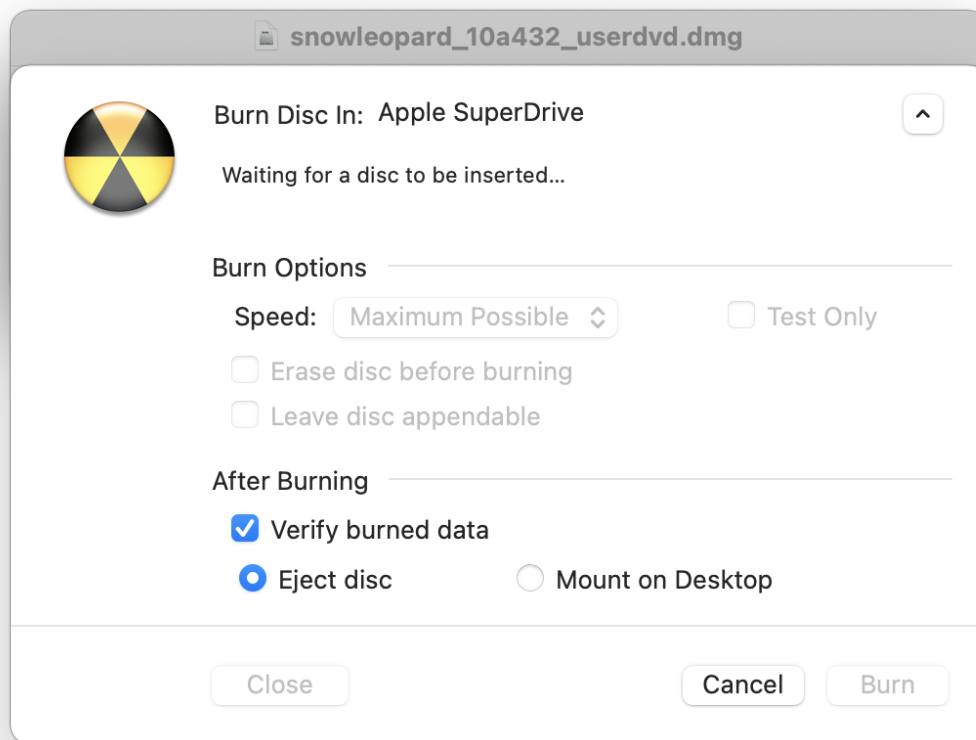 snowleopard_10a432_userdvd.dmg
Burn Disc In: Apple SuperDrive
Waiting for a disc to be inserted...
Burn Options
Speed: Maximum Possible Test Only
Erase disc before burning
Leave disc appendable
After Burning
Verify burned data
Eject disc Mount on Desktop
Close Cancel Burn